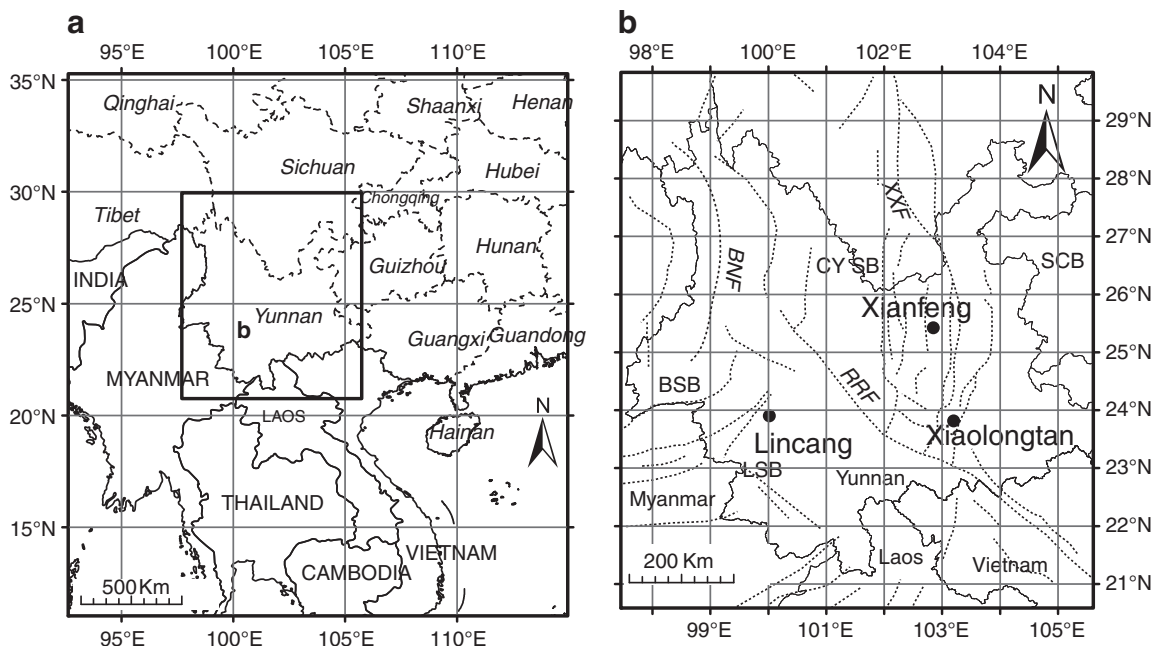 a
95°E 100°E 105°E 110°E
35°N
Qinghai
Shaanxi
Henan
Sichuan
Hubei
30°N
Chongqing
Tibet
Hunan
INDIA
Guizhou
25°N
Yunnan
b
Guangxi
Guandong
MYANMAR
20°N
LAOS
N
Hainan
THAILAND
15°N
VIETNAM
CAMBODIA
500 Km
95°E 100°E 105°E 110°E
b
98°E 100°E 102°E 104°E
N
29°N
28°N
XXF
27°N
BNF
CYSB
SCB
26°N
Xianfeng
25°N
BSB
RRF
24°N
Xiaolongtan
Lincang
LSB
23°N
Yunnan
Myanmar
22°N
200 Km
Laos
Vietnam
21°N
99°E 101°E 103°E 105°E